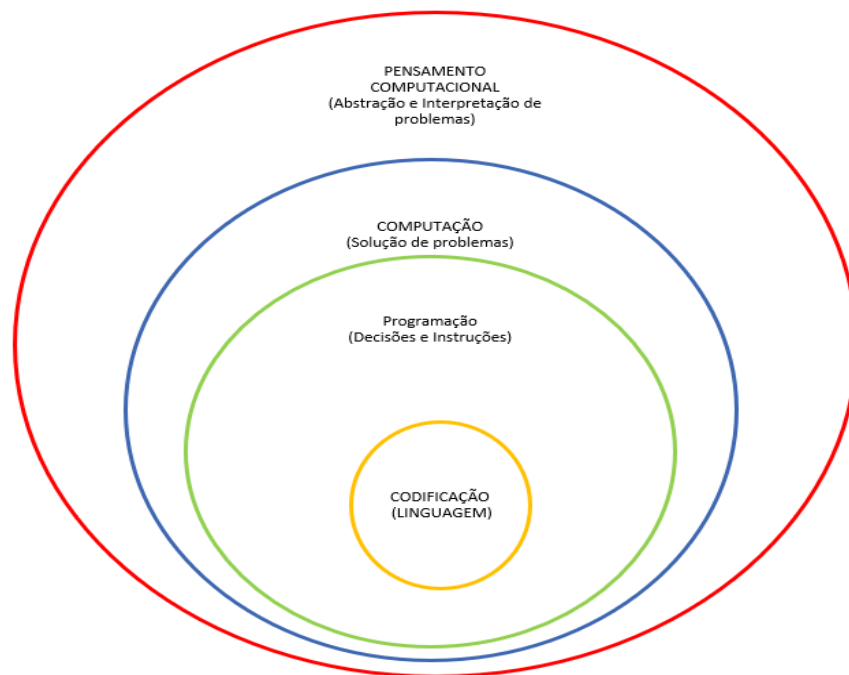 PENSAMENTO
COMPUTACIONAL
(Abstração e Interpretação de
problemas)
COMPUTAÇÃO
(Solução de problemas)
Programação
(Decisões e Instruções)
CODIFICAÇÃO
(LINGUAGEM)